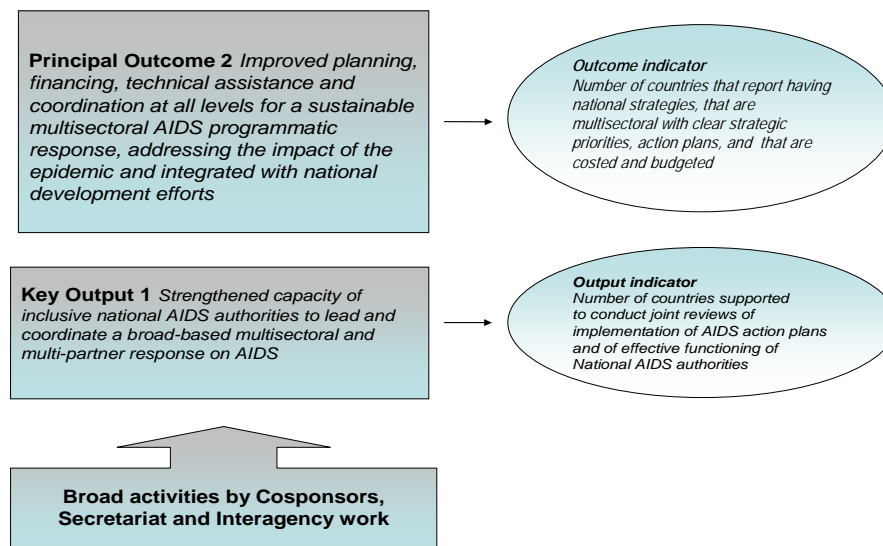 Principal Outcome 2 Improved planning,
financing, technical assistance and
coordination at all levels for a sustainable
multisectoral AIDS programmatic
response, addressing the impact of the
epidemic and integrated with national
development efforts
Outcome indicator
Number of countries that report having
national strategies, that are
multisectoral with clear strategic
priorities, action plans, and that are
costed and budgeted
Key Output 1 Strengthened capacity of
inclusive national AIDS authorities to lead and
coordinate a broad-based multisectoral and
multi-partner response on AIDS
Output indicator
Number of countries supported
to conduct joint reviews of
implementation of AIDS action plans
and of effective functioning of
National AIDS authorities
Broad activities by Cosponsors,
Secretariat and Interagency work